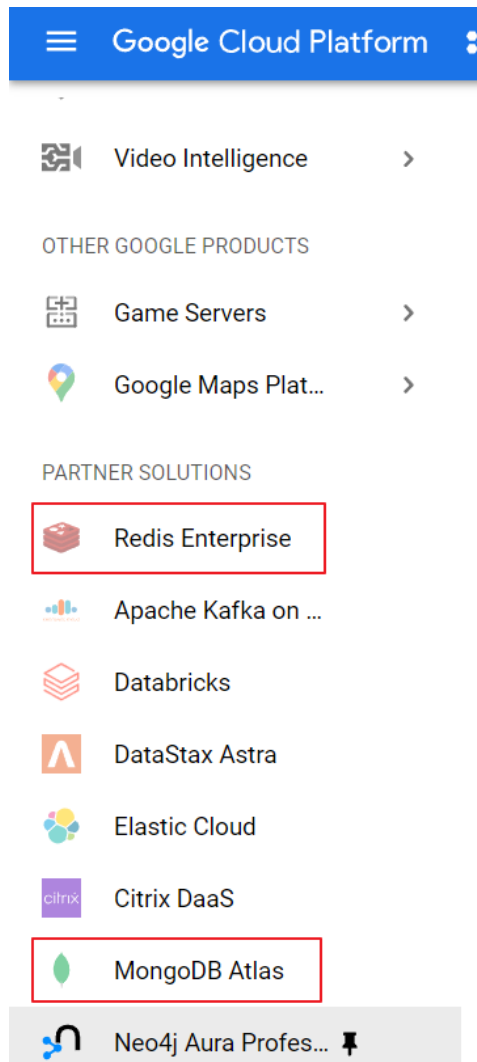 Google Cloud Platform
Video Intelligence
OTHER GOOGLE PRODUCTS
Game Servers
Google Maps Plat...
PARTNER SOLUTIONS
Redis Enterprise
Apache Kafka on ...
Databricks
DataStax Astra
Elastic Cloud
citrix
Citrix DaaS
MongoDB Atlas
Neo4j Aura Profes...